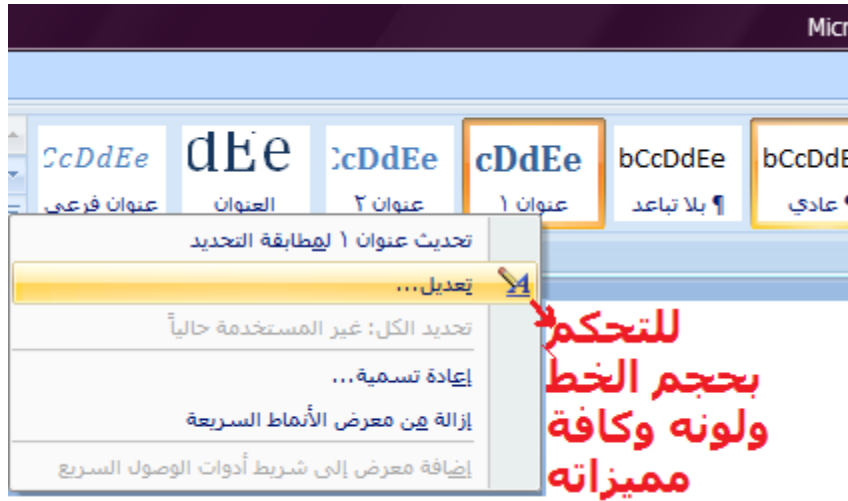 Micr
bCcDdE bCcDdEe cDdEe CcDdEe dEe CcDdEe
¶ عادي ¶ بلا تباعد عنوان ١ عنوان ٢ العنوان عنوان فرعي
تحديث عنوان ١ لمطابقة التحديد
تعديل...
تحديد الكل: غير المستخدمة حالياً
إعادة تسمية...
إزالة من معرض الأنماط السريعة
إضافة معرض إلى شريط أدوات الوصول السريع
للتحكم
بحجم الخط
ولونه وكافة
مميزاته